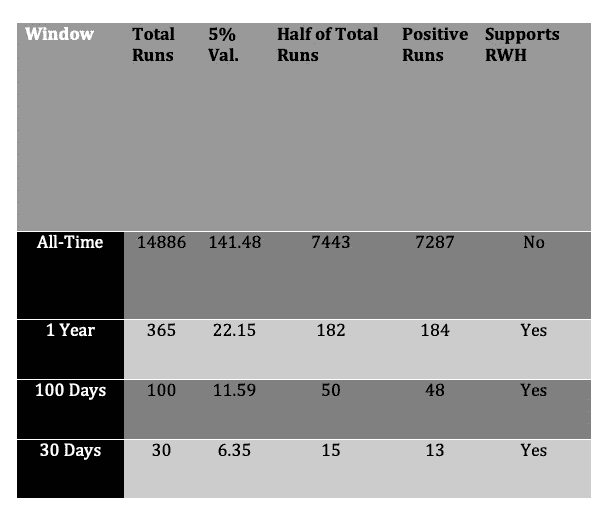 Window Total Runs 5% Val. Half of Total Runs Positive Runs Supports RWH
All-Time 14886 141.48 7443 7287 No
1 Year 365 22.15 182 184 Yes
100 Days 100 11.59 50 48 Yes
30 Days 30 6.35 15 13 Yes